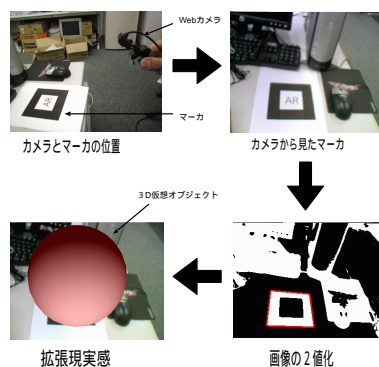 Webカメラ
マーカ
AR
カメラとマーカの位置
AR
カメラから見たマーカ
3D仮想オブジェクト
拡張現実感
画像の2値化